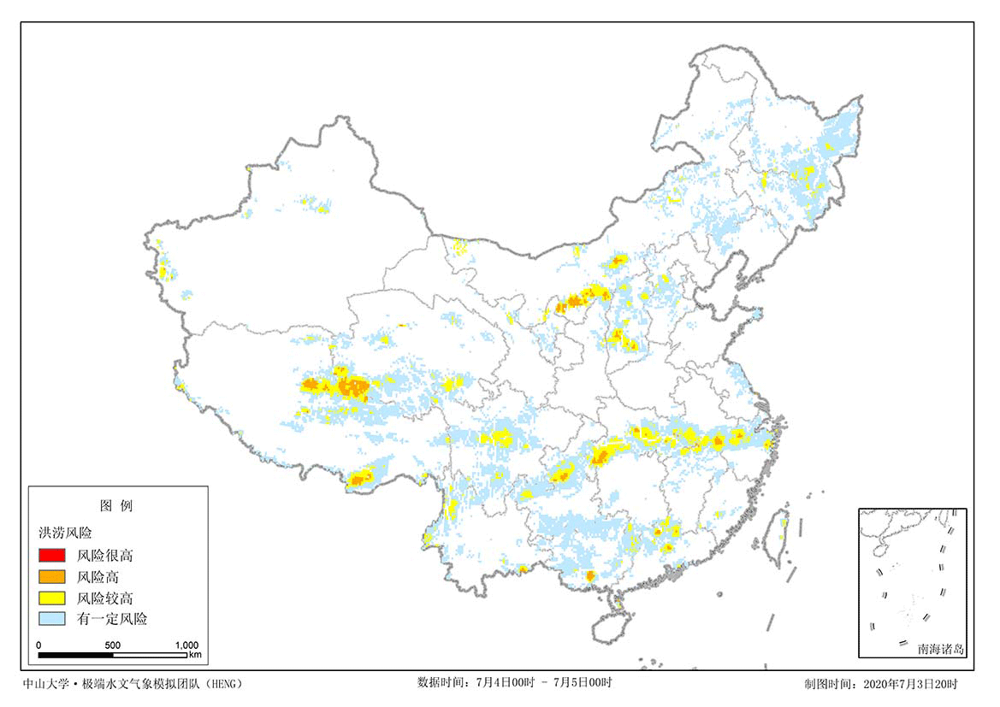 图 例
洪涝风险
风险很高
风险高
风险较高
有一定风险
0 500 1,000
km
南海诸岛
中山大学·极端水文气象模拟团队（HENG） 数据时间：7月4日00时 - 7月5日00时 制图时间：2020年7月3日20时